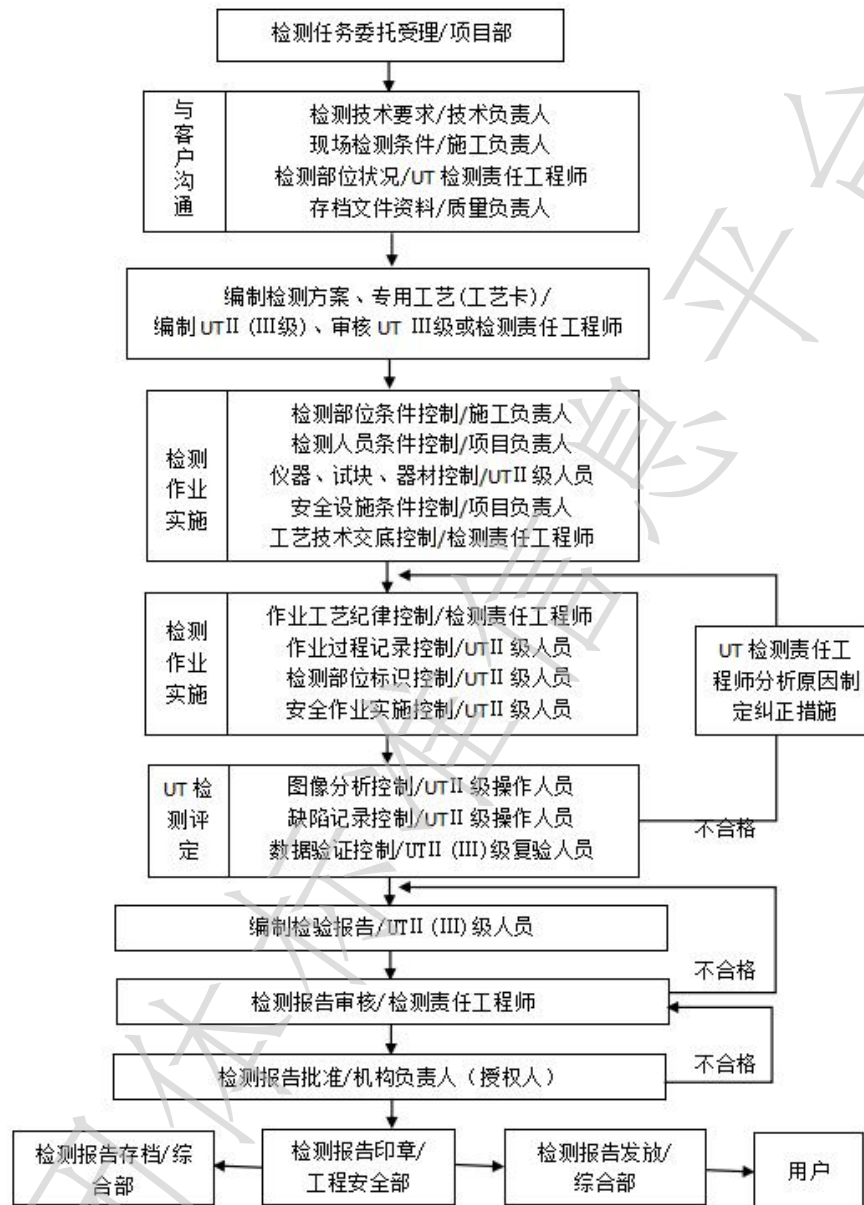 检测任务委托受理/项目部
与客户沟通
检测技术要求/技术负责人
现场检测条件/施工负责人
检测部位状况/UT 检测责任工程师
存档文件资料/质量负责人
编制检测方案、专用工艺(工艺卡)/
编制UTII (III级)、审核UT III级或检测责任工程师
检测
作业
实施
检测部位条件控制/施工负责人
检测人员条件控制/项目负责人
仪器、试块、器材控制/UTII 级人员
安全设施条件控制/项目负责人
工艺技术交底控制/检测责任工程师
检测
作业
实施
作业工艺纪律控制/检测责任工程师
作业过程记录控制/UTII 级人员
检测部位标识控制/UTII 级人员
安全作业实施控制/UTII 级人员
UT 检测责任工
程师分析原因制
定纠正措施
UT 检
测评
定
图像分析控制/UTII 级操作人员
缺陷记录控制/UTII 级操作人员
数据验证控制/UTII (III)级复验人员
不合格
编制检验报告/UTII (III)级人员
不合格
检测报告审核/检测责任工程师
不合格
检测报告批准/机构负责人（授权人）
检测报告存档/综
合部
检测报告印章/
工程安全部
检测报告发放/
综合部
用户
团体标准信息平台